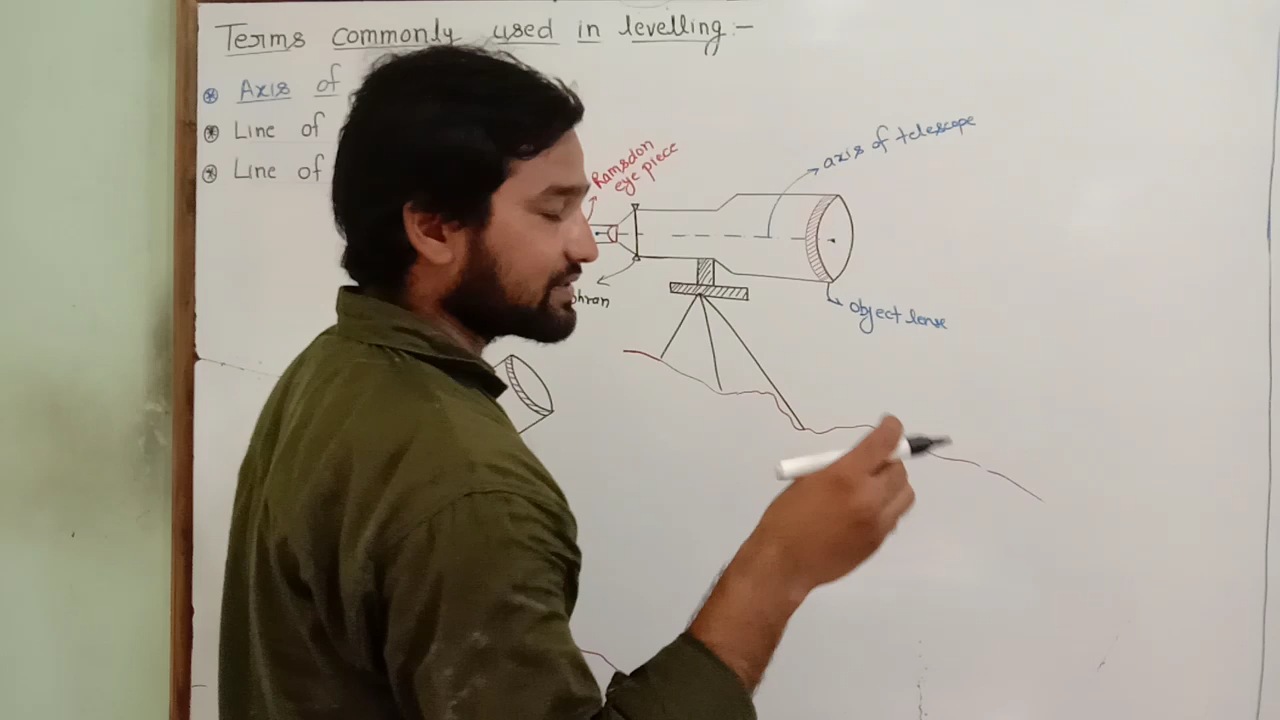 Terms commonly used in levelling :-
Axis of
Line of
Line of
Ramsdon
eye piece
axis of telescope
object lense